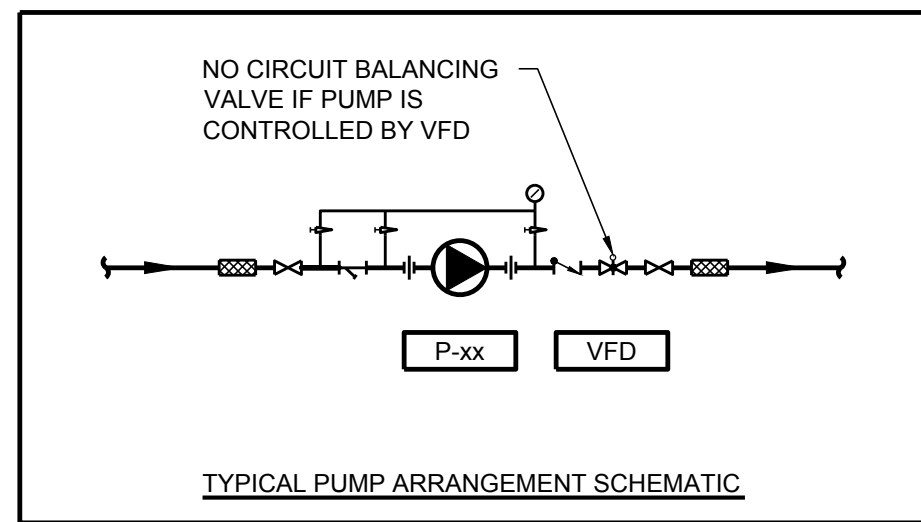 NO CIRCUIT BALANCING
VALVE IF PUMP IS
CONTROLLED BY VFD
P-xx
VFD
TYPICAL PUMP ARRANGEMENT SCHEMATIC